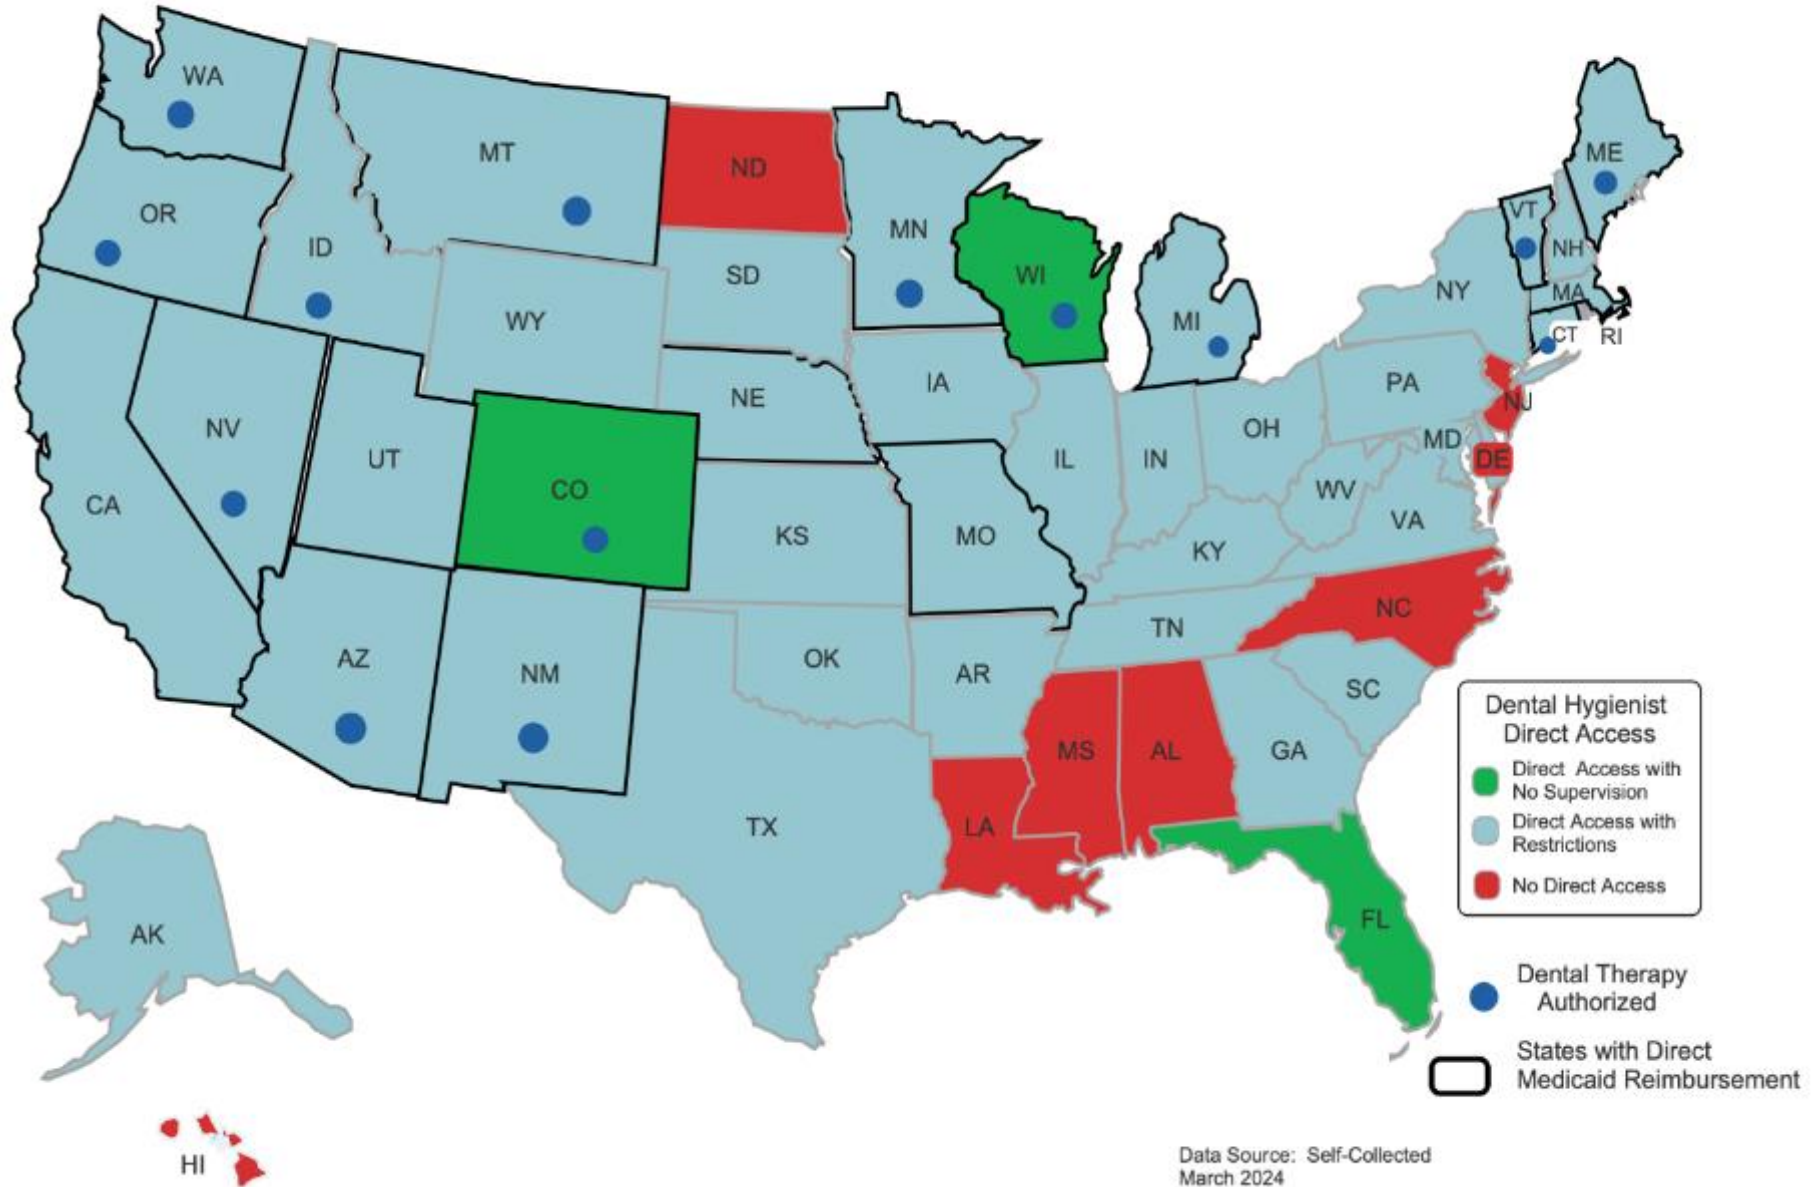 WA
ME
MT
ND
VT
OR
MN
NH
ID
SD
WI
NY
MA
WY
MI
CT
RI
IA
PA
NE
NJ
NV
OH
MD
UT
IL
IN
DE
CO
WV
CA
VA
KS
MO
KY
NC
TN
AZ
OK
NM
AR
SC
MS
AL
GA
TX
LA
FL
AK
HI
Dental Hygienist
Direct Access
Direct Access with
No Supervision
Direct Access with
Restrictions
No Direct Access
Dental Therapy
Authorized
States with Direct
Medicaid Reimbursement
Data Source: Self-Collected
March 2024